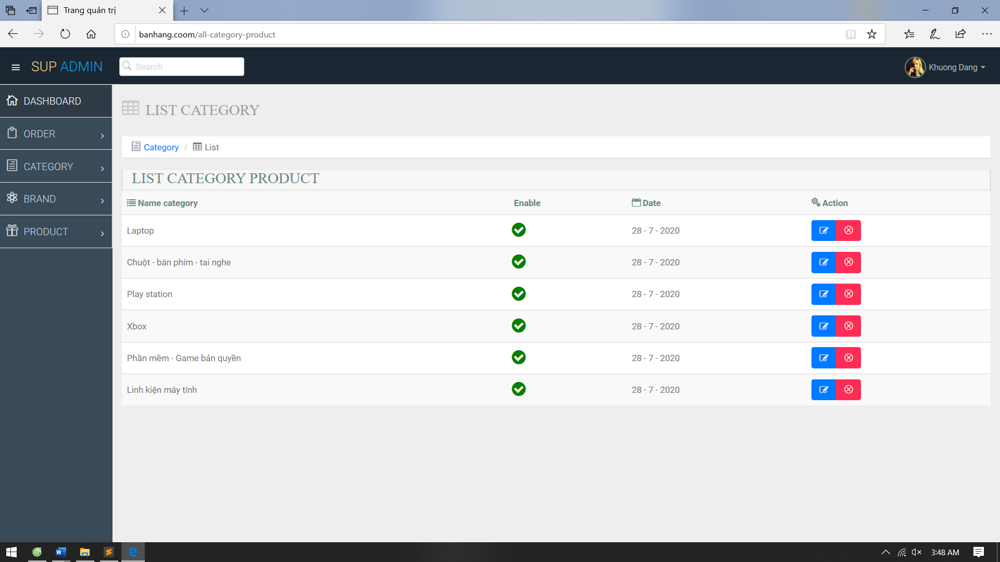 Trang quản trị
banhang.coom/all-category-product
SUP ADMIN
Search
Khuong Dang
DASHBOARD
ORDER
CATEGORY
BRAND
PRODUCT
LIST CATEGORY
Category / List
LIST CATEGORY PRODUCT
Name category Enable Date Action
Laptop 28 - 7 - 2020
Chuột - bàn phím - tai nghe 28 - 7 - 2020
Play station 28 - 7 - 2020
Xbox 28 - 7 - 2020
Phần mềm - Game bản quyền 28 - 7 - 2020
Linh kiện máy tính 28 - 7 - 2020
3:48 AM